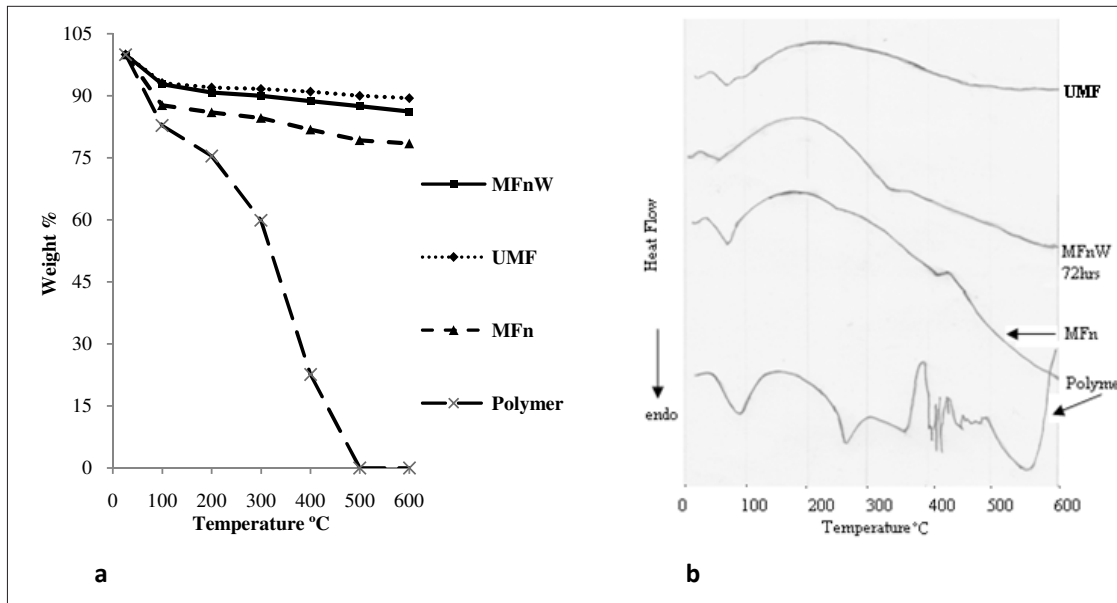 105
90
75
60
45
30
15
0
Weight %
0 100 200 300 400 500 600
Temperature ºC
MFnW
UMF
MFn
Polymer
a
UMF
MFnW
72hrs
MFn
Polyme
Heat Flow
endo
0 100 200 300 400 500 600
Temperature°C
b